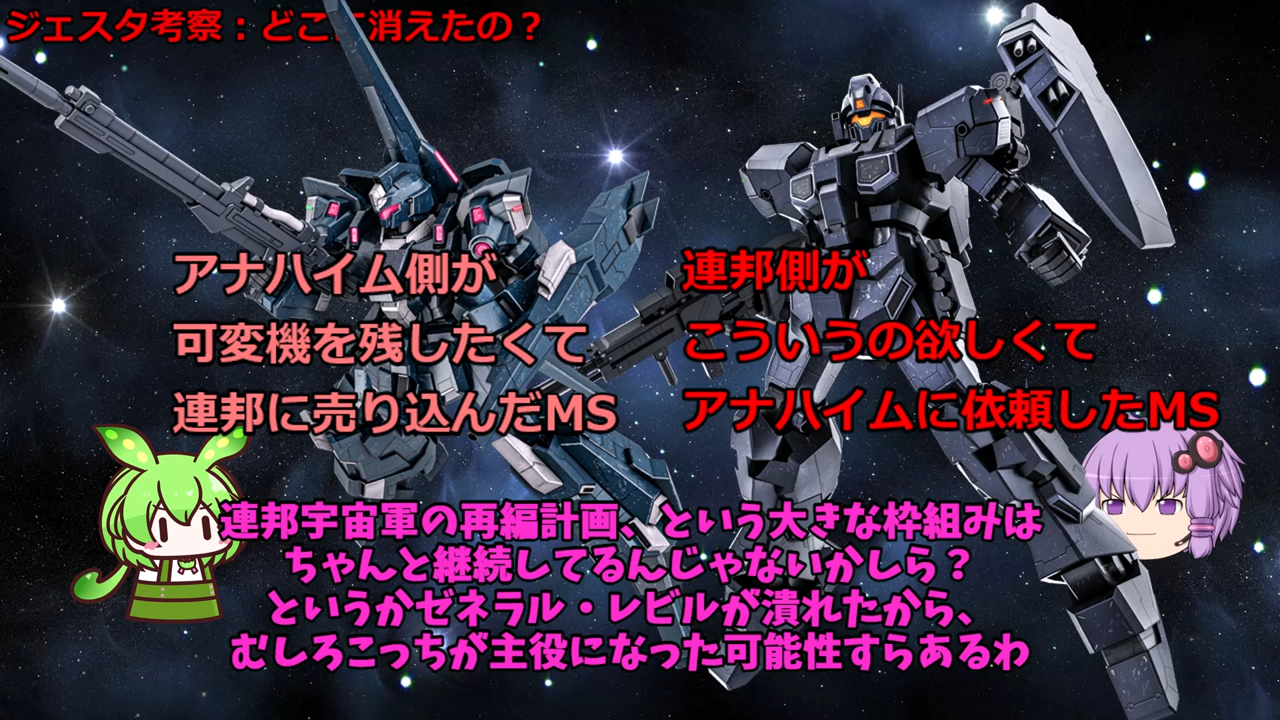 ジェスタ考察：どこに消えたの？
アナハイム側が
可変機を残したくて
連邦に売り込んだMS
連邦側が
こういうの欲しくて
アナハイムに依頼したMS
連邦宇宙軍の再編計画、という大きな枠組みは
ちゃんと継続してるんじゃないかしら？
というかゼネラル・レビルが潰れたから、
むしろこっちが主役になった可能性すらあるわ